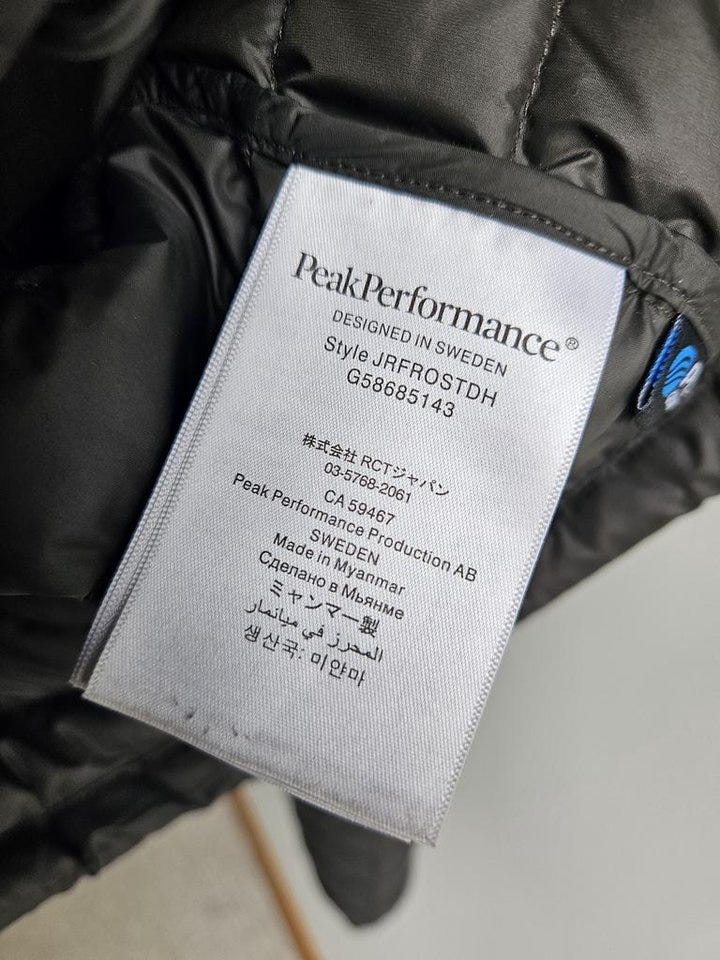 PeakPerformance®
DESIGNED IN SWEDEN
Style JRFROSTDH
G58685143
株式会社 RCTジャパン
03-5768-2061
CA 59467
Peak Performance Production AB
SWEDEN
Made in Myanmar
Сделано в Мьянме
ミャンマー製
المحرز في ميانمار
생산국: 미얀마